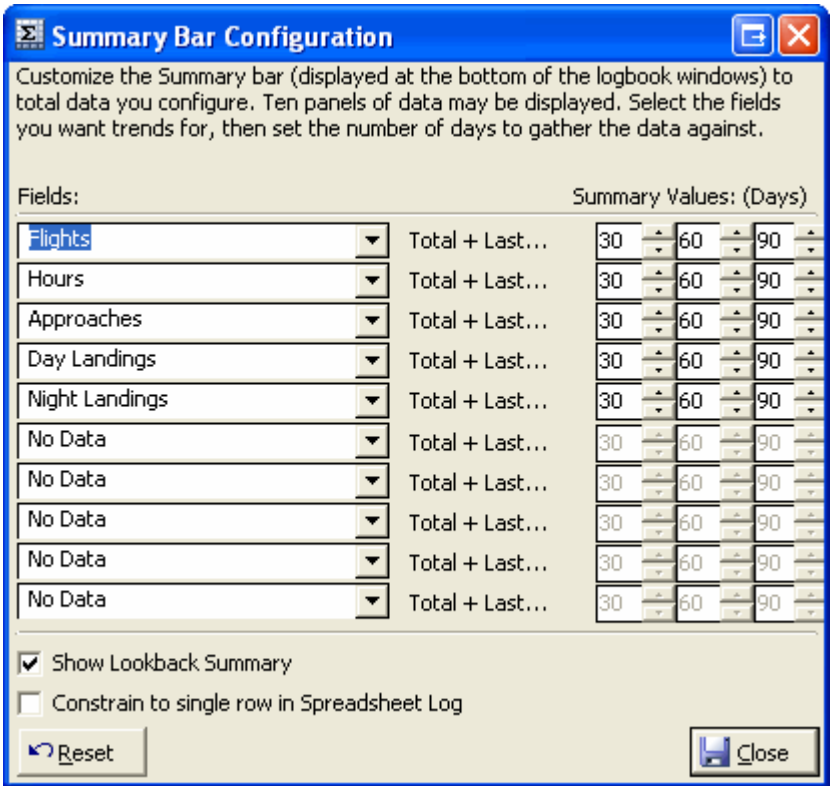 Summary Bar Configuration
Customize the Summary bar (displayed at the bottom of the logbook windows) to
total data you configure. Ten panels of data may be displayed. Select the fields
you want trends for, then set the number of days to gather the data against.
Fields: Summary Values: (Days)
Flights Total + Last... 30 60 90
Hours Total + Last... 30 60 90
Approaches Total + Last... 30 60 90
Day Landings Total + Last... 30 60 90
Night Landings Total + Last... 30 60 90
No Data Total + Last... 30 60 90
No Data Total + Last... 30 60 90
No Data Total + Last... 30 60 90
No Data Total + Last... 30 60 90
No Data Total + Last... 30 60 90
Show Lookback Summary
Constrain to single row in Spreadsheet Log
Reset Close